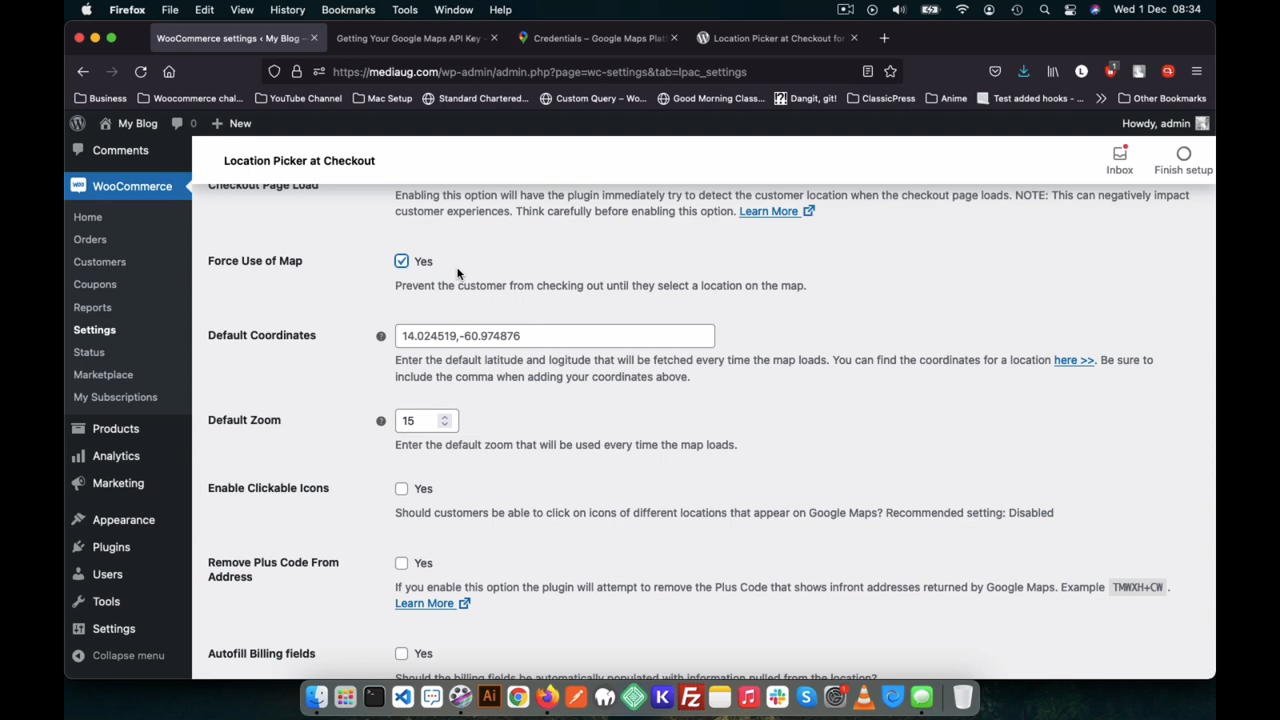 Firefox File Edit View History Bookmarks Tools Window Help Wed 1 Dec 08:34
WooCommerce settings ‹ My Blog – Getting Your Google Maps API Key - Credentials – Google Maps Plat Location Picker at Checkout for
https://mediaug.com/wp-admin/admin.php?page=wc-settings&tab=lpac_settings
Business Woocommerce chal... YouTube Channel Mac Setup Standard Chartered... Custom Query – Wo... Good Morning Class... Dangit, git! ClassicPress Anime Test added hooks - ... Other Bookmarks
My Blog 0 New Howdy, admin
Comments
WooCommerce
Home
Orders
Customers
Coupons
Reports
Settings
Status
Marketplace
My Subscriptions
Products
Analytics
Marketing
Appearance
Plugins
Users
Tools
Settings
Collapse menu
Location Picker at Checkout
Inbox
Finish setup
Checkout Page Load
Enabling this option will have the plugin immediately try to detect the customer location when the checkout page loads. NOTE: This can negatively impact
customer experiences. Think carefully before enabling this option. Learn More
Force Use of Map
Yes
Prevent the customer from checking out until they select a location on the map.
Default Coordinates
14.024519,-60.974876
Enter the default latitude and logitude that will be fetched every time the map loads. You can find the coordinates for a location here >>. Be sure to
include the comma when adding your coordinates above.
Default Zoom
15
Enter the default zoom that will be used every time the map loads.
Enable Clickable Icons
Yes
Should customers be able to click on icons of different locations that appear on Google Maps? Recommended setting: Disabled
Remove Plus Code From
Address
Yes
If you enable this option the plugin will attempt to remove the Plus Code that shows infront addresses returned by Google Maps. Example TMWXH+CW .
Learn More
Autofill Billing fields
Yes
Should the billing fields be automatically populated with information pulled from the location?